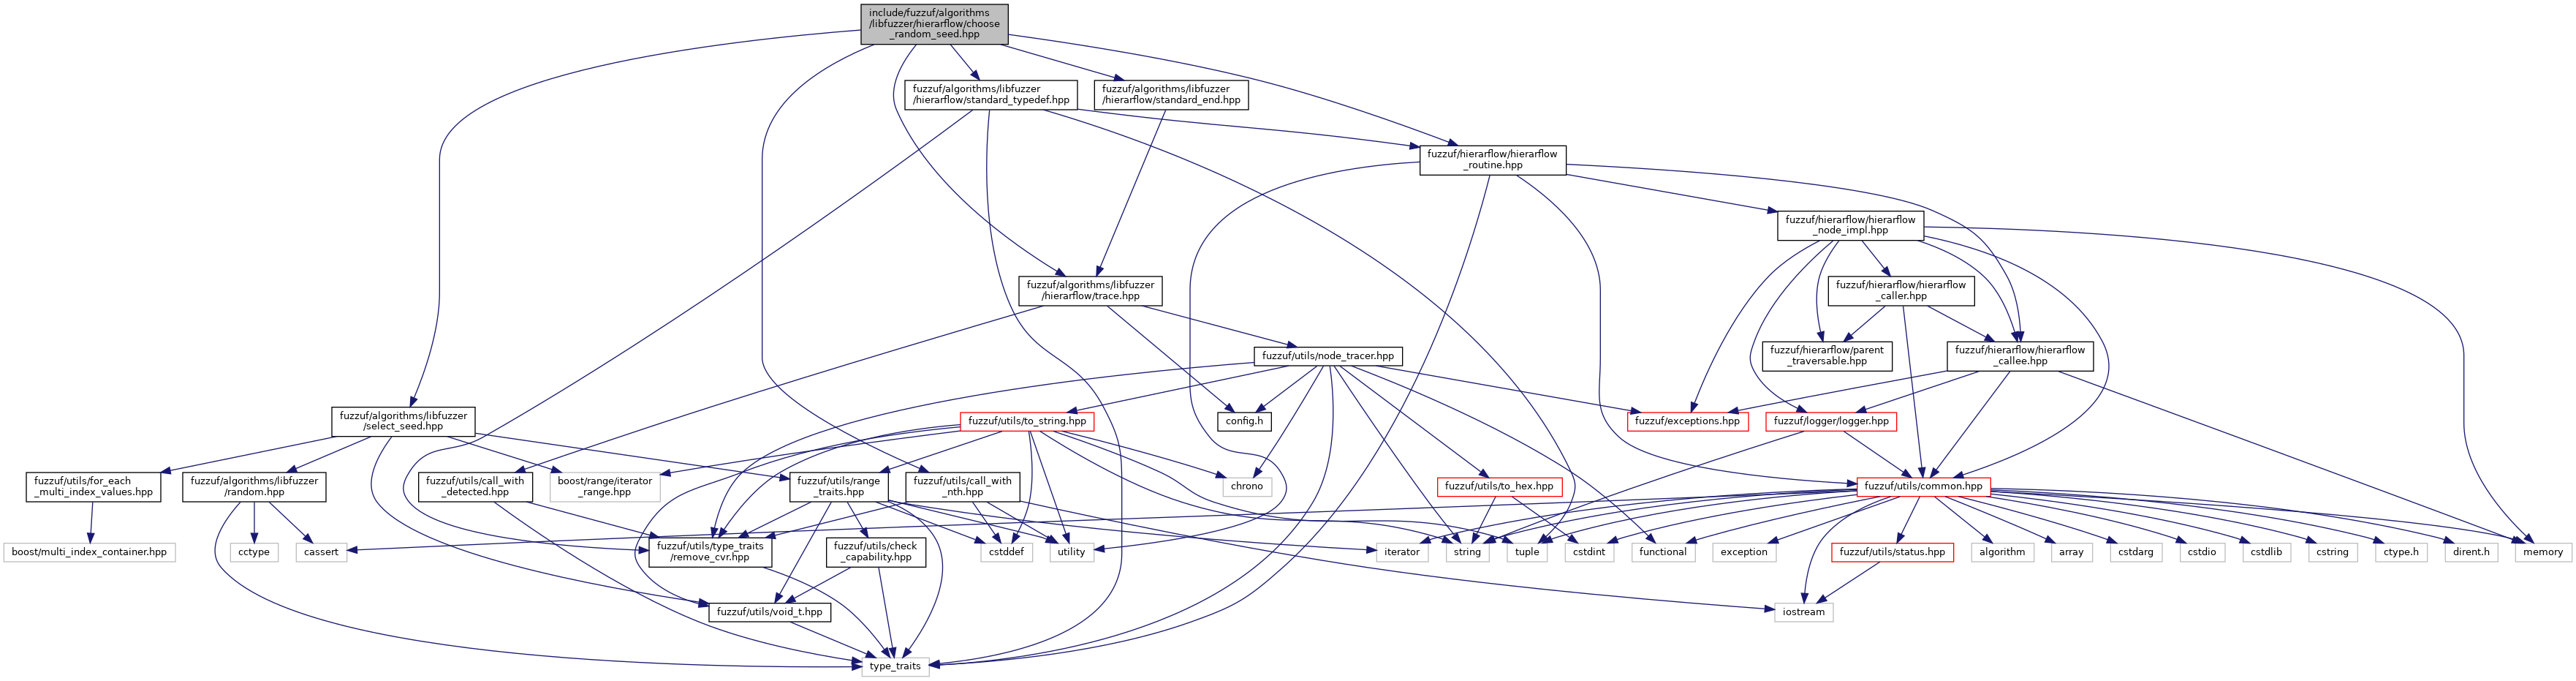 include/fuzzuf/algorithms
/libfuzzer/hierarflow/choose
_random_seed.hpp
fuzzuf/algorithms/libfuzzer
/hierarflow/standard_typedef.hpp
fuzzuf/algorithms/libfuzzer
/hierarflow/standard_end.hpp
fuzzuf/hierarflow/hierarflow
_routine.hpp
fuzzuf/hierarflow/hierarflow
_node_impl.hpp
fuzzuf/algorithms/libfuzzer
/hierarflow/trace.hpp
fuzzuf/hierarflow/hierarflow
_caller.hpp
fuzzuf/utils/node_tracer.hpp
fuzzuf/hierarflow/parent
_traversable.hpp
fuzzuf/hierarflow/hierarflow
_callee.hpp
fuzzuf/algorithms/libfuzzer
/select_seed.hpp
fuzzuf/utils/to_string.hpp
config.h
fuzzuf/exceptions.hpp
fuzzuf/logger/logger.hpp
fuzzuf/utils/for_each
_multi_index_values.hpp
fuzzuf/algorithms/libfuzzer
/random.hpp
fuzzuf/utils/call_with
_detected.hpp
boost/range/iterator
_range.hpp
fuzzuf/utils/range
_traits.hpp
fuzzuf/utils/call_with
_nth.hpp
chrono
fuzzuf/utils/to_hex.hpp
fuzzuf/utils/common.hpp
boost/multi_index_container.hpp
cctype
cassert
fuzzuf/utils/type_traits
/remove_cvr.hpp
fuzzuf/utils/check
_capability.hpp
cstddef
utility
iterator
string
tuple
cstdint
functional
exception
fuzzuf/utils/status.hpp
algorithm
array
cstdarg
cstdio
cstdlib
cstring
ctype.h
dirent.h
memory
fuzzuf/utils/void_t.hpp
iostream
type_traits